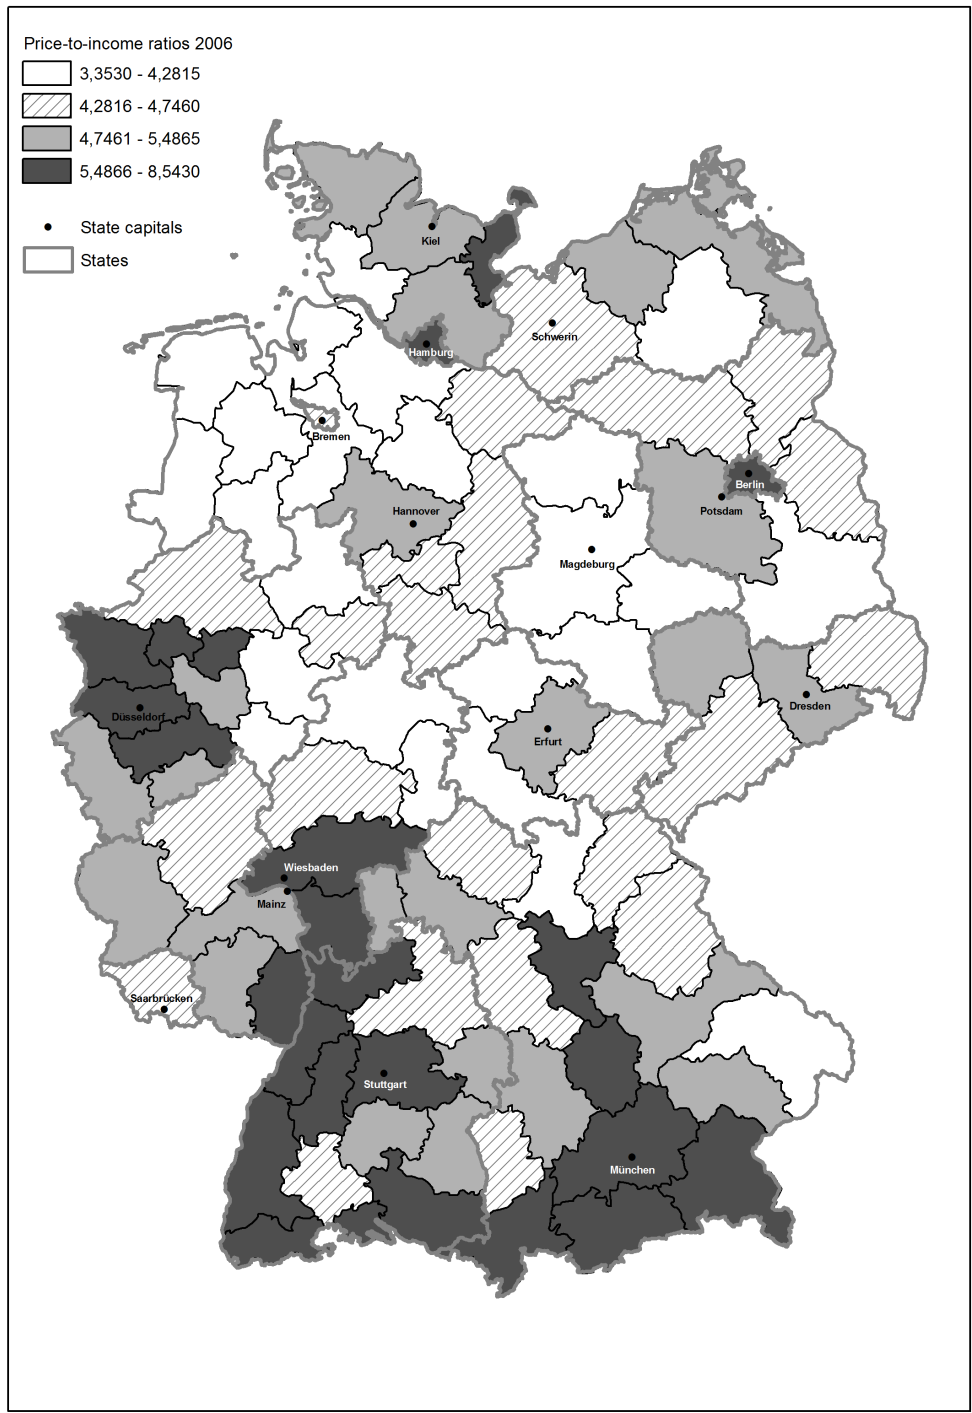 Price-to-income ratios 2006
3,3530 - 4,2815
4,2816 - 4,7460
4,7461 - 5,4865
5,4866 - 8,5430
State capitals
States
Kiel
Schwerin
Hamburg
Bremen
Berlin
Potsdam
Hannover
Magdeburg
Düsseldorf
Dresden
Erfurt
Wiesbaden
Mainz
Saarbrücken
Stuttgart
München